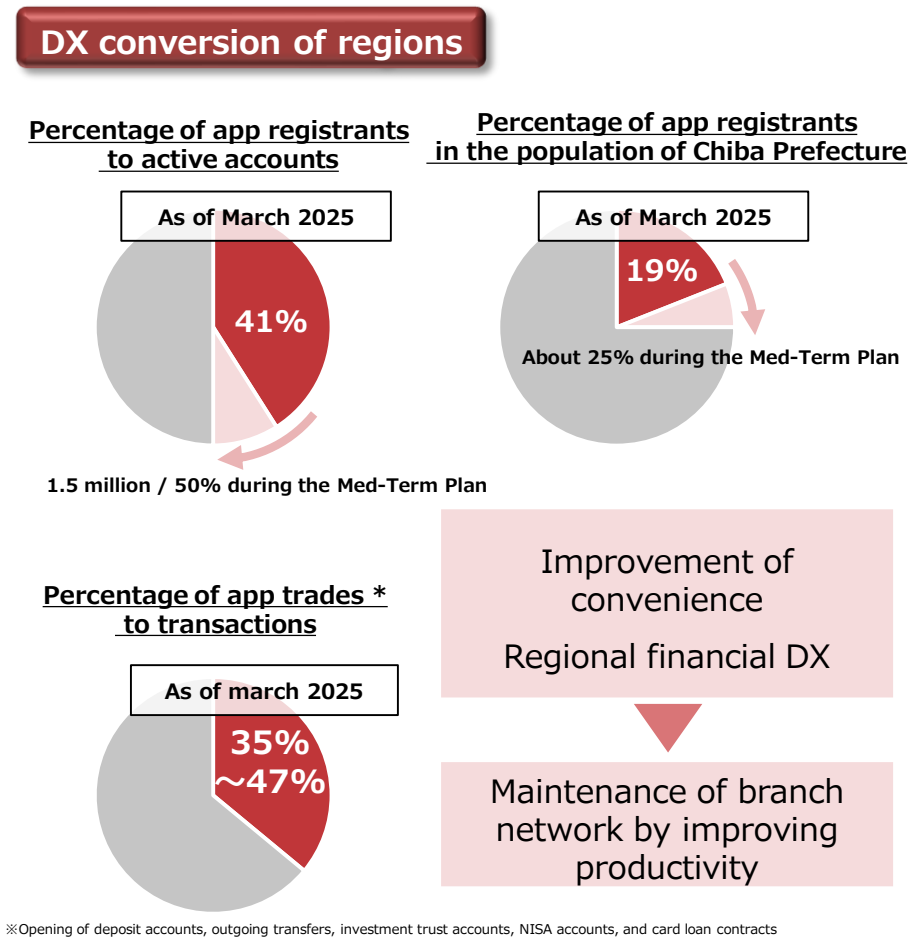 DX conversion of regions
Percentage of app registrants
to active accounts
As of March 2025
41%
1.5 million / 50% during the Med-Term Plan
Percentage of app registrants
in the population of Chiba Prefecture
As of March 2025
19%
About 25% during the Med-Term Plan
Percentage of app trades *
to transactions
As of march 2025
35%
～47%
Improvement of
convenience
Regional financial DX
Maintenance of branch
network by improving
productivity
※Opening of deposit accounts, outgoing transfers, investment trust accounts, NISA accounts, and card loan contracts